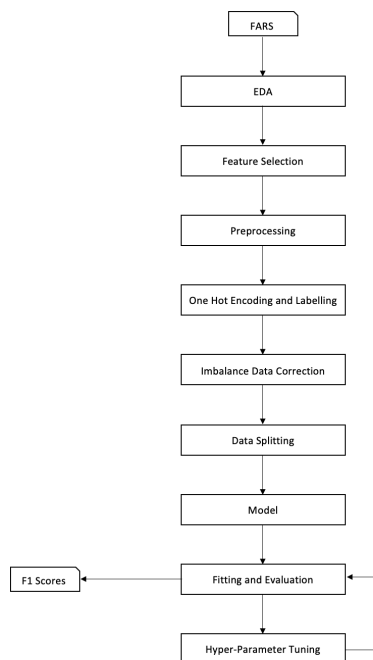 FARS
EDA
Feature Selection
Preprocessing
One Hot Encoding and Labelling
Imbalance Data Correction
Data Splitting
Model
F1 Scores
Fitting and Evaluation
Hyper-Parameter Tuning